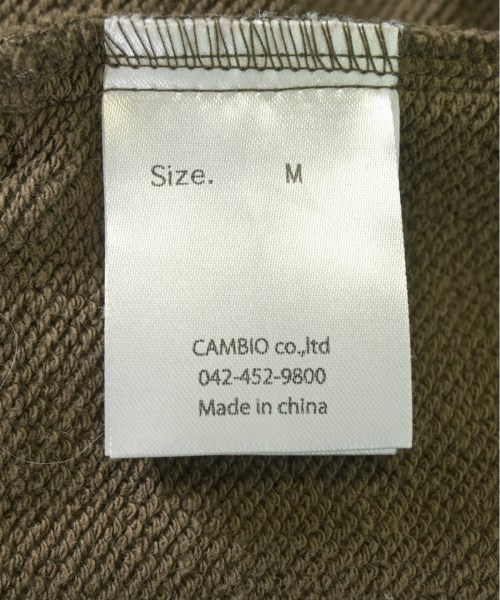 Size. M
CAMBIO co.,ltd
042-452-9800
Made in china